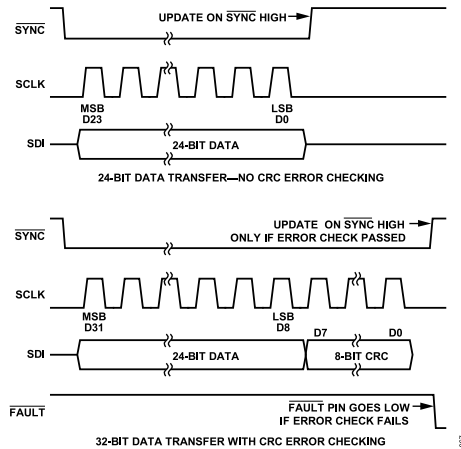 UPDATE ON SYNC HIGH
SYNC
SCLK
MSB
D23
LSB
D0
SDI
24-BIT DATA
24-BIT DATA TRANSFER—NO CRC ERROR CHECKING
UPDATE ON SYNC HIGH
ONLY IF ERROR CHECK PASSED
SYNC
SCLK
MSB
D31
LSB
D8
D7
D0
SDI
24-BIT DATA
8-BIT CRC
FAULT
FAULT PIN GOES LOW
IF ERROR CHECK FAILS
32-BIT DATA TRANSFER WITH CRC ERROR CHECKING